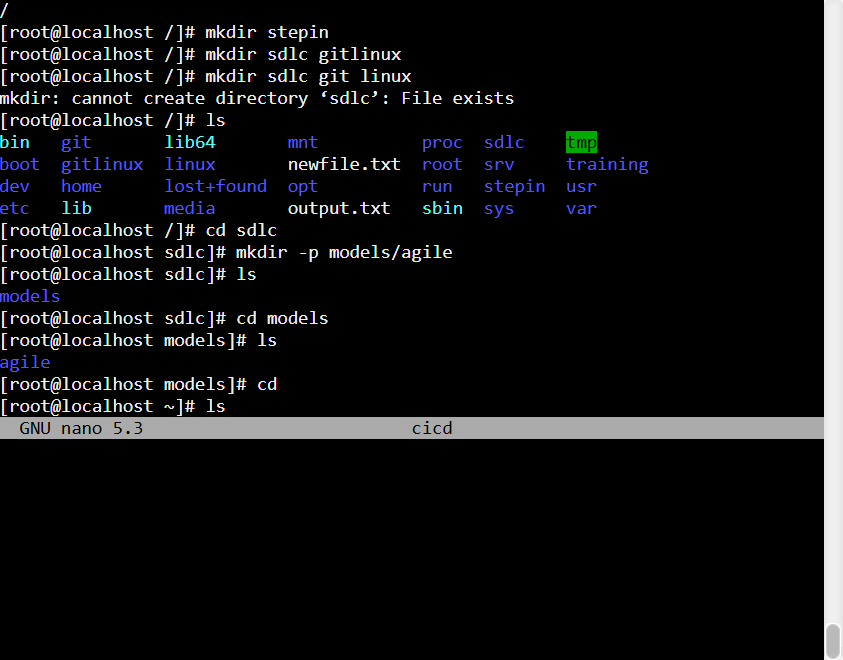 /
[root@localhost /]# mkdir stepin
[root@localhost /]# mkdir sdlc gitlinux
[root@localhost /]# mkdir sdlc git linux
mkdir: cannot create directory ‘sdlc’: File exists
[root@localhost /]# ls
bin   git       lib64       mnt         proc  sdlc    tmp
boot  gitlinux  linux       newfile.txt  root  srv     training
dev   home      lost+found  opt         run   stepin  usr
etc   lib       media       output.txt  sbin  sys     var
[root@localhost /]# cd sdlc
[root@localhost sdlc]# mkdir -p models/agile
[root@localhost sdlc]# ls
models
[root@localhost sdlc]# cd models
[root@localhost models]# ls
agile
[root@localhost models]# cd
[root@localhost ~]# ls
GNU nano 5.3                          cicd